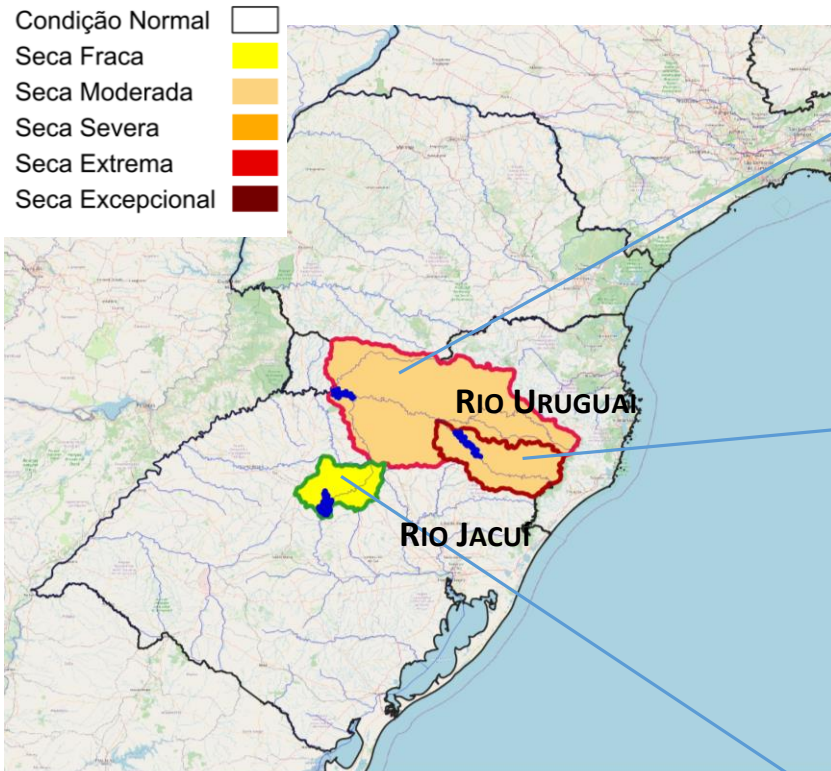 Condição Normal
Seca Fraca
Seca Moderada
Seca Severa
Seca Extrema
Seca Excepcional
RIO URUGUAI
RIO JACUÍ